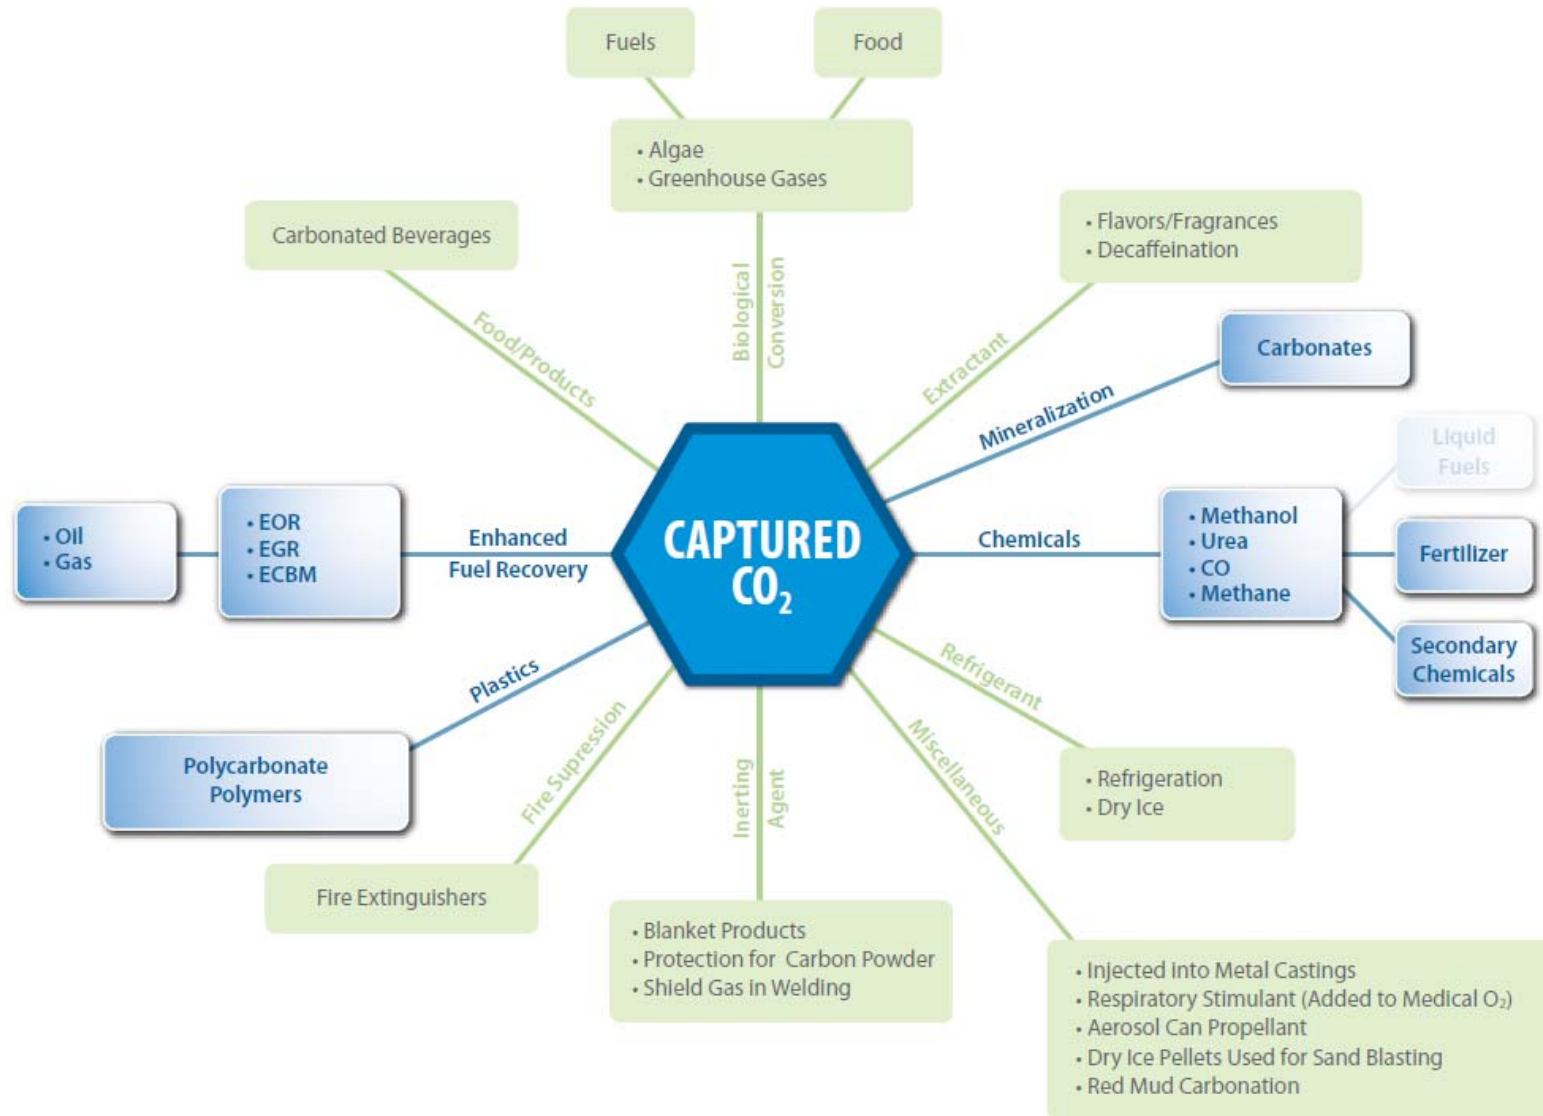 Fuels
Food
• Algae
• Greenhouse Gases
Carbonated Beverages
• Flavors/Fragrances
• Decaffeination
Biological
Conversion
Food/Products
Extractant
Carbonates
Mineralization
Liquid
Fuels
• Oil
• Gas
• EOR
• EGR
• ECBM
Enhanced
Fuel Recovery
CAPTURED
CO₂
Chemicals
• Methanol
• Urea
• CO
• Methane
Fertilizer
Secondary
Chemicals
Plastics
Polycarbonate
Polymers
Fire Supression
Inerting
Agent
Miscellaneous
Refrigerant
• Refrigeration
• Dry Ice
Fire Extinguishers
• Blanket Products
• Protection for Carbon Powder
• Shield Gas in Welding
• Injected into Metal Castings
• Respiratory Stimulant (Added to Medical O₂)
• Aerosol Can Propellant
• Dry Ice Pellets Used for Sand Blasting
• Red Mud Carbonation